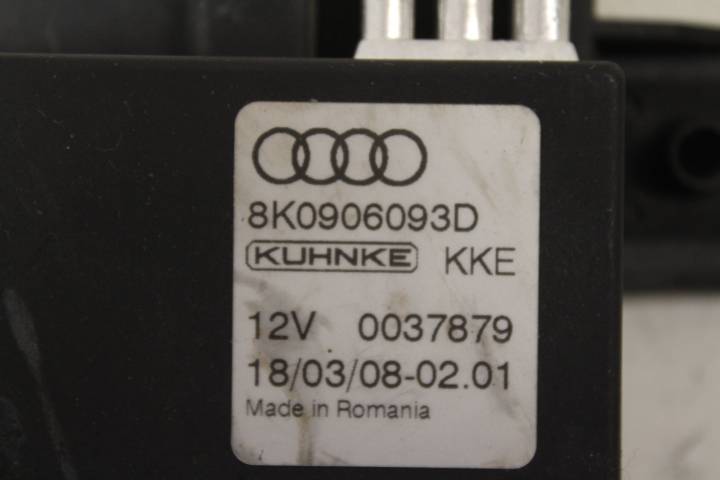 8K0906093D
KUHNKE KKE
12V 0037879
18/03/08-02.01
Made in Romania